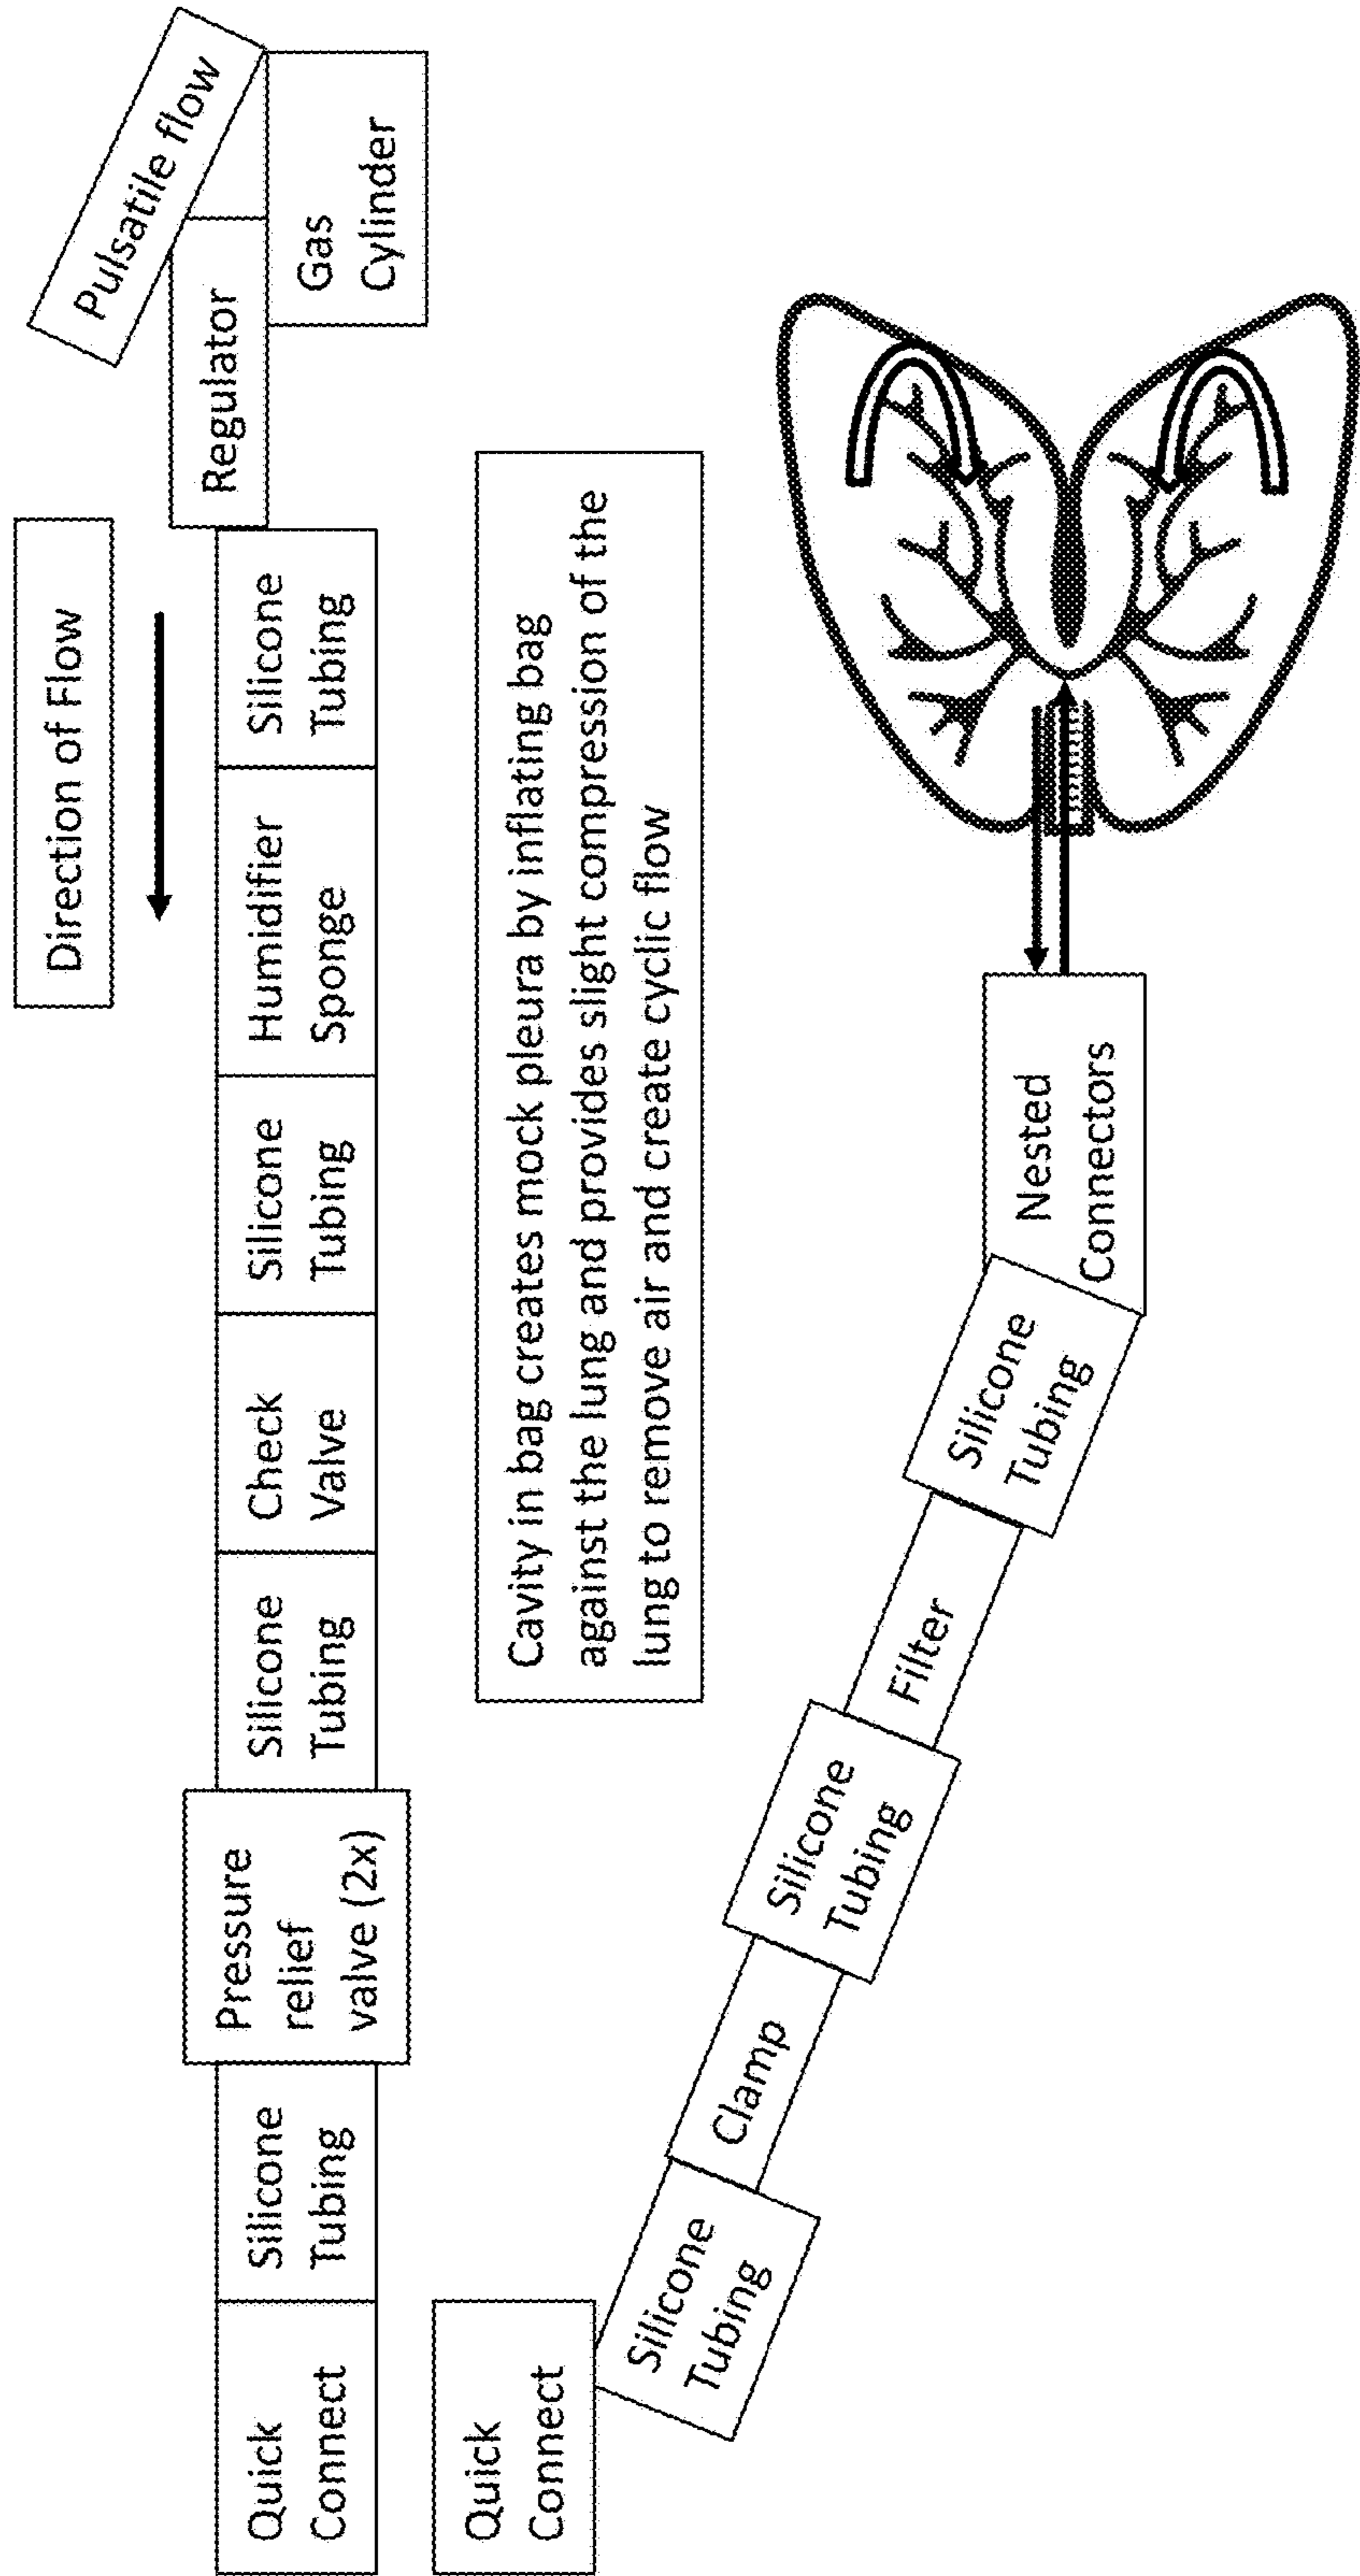 Direction of Flow
Pulsatile flow
Quick
Connect
Silicone
Tubing
Pressure
relief
valve (2x)
Silicone
Tubing
Check
Valve
Silicone
Tubing
Humidifier
Sponge
Silicone
Tubing
Regulator
Gas
Cylinder
Cavity in bag creates mock pleura by inflating bag
against the lung and provides slight compression of the
lung to remove air and create cyclic flow
Quick
Connect
Silicone
Tubing
Clamp
Silicone
Tubing
Filter
Silicone
Tubing
Nested
Connectors